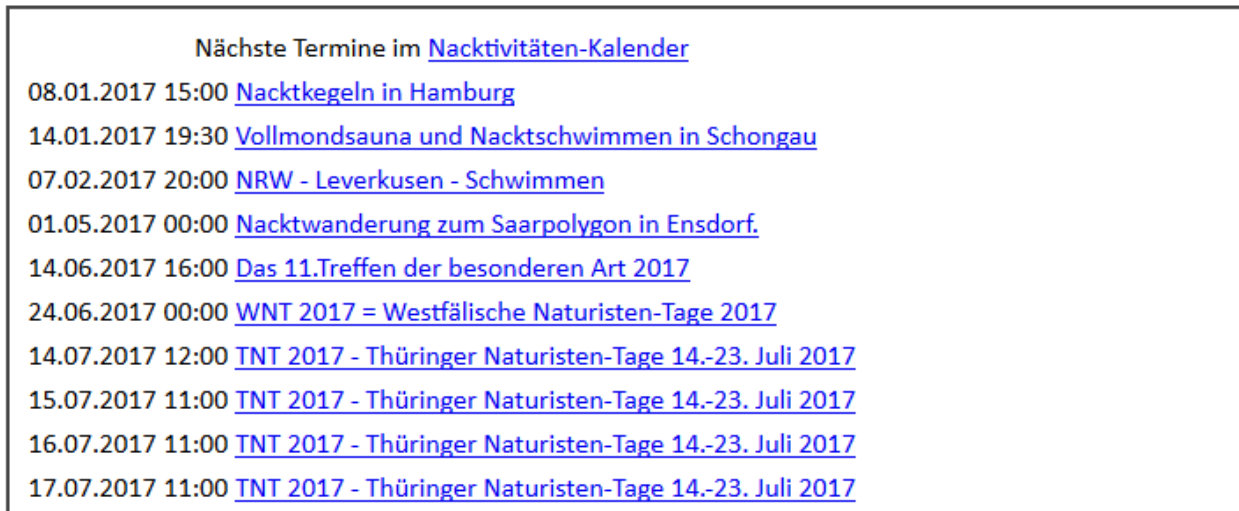 Nächste Termine im Nacktivitäten-Kalender
08.01.2017 15:00 Nacktkegeln in Hamburg
14.01.2017 19:30 Vollmondsauna und Nacktschwimmen in Schongau
07.02.2017 20:00 NRW - Leverkusen - Schwimmen
01.05.2017 00:00 Nacktwanderung zum Saarpolygon in Ensdorf.
14.06.2017 16:00 Das 11.Treffen der besonderen Art 2017
24.06.2017 00:00 WNT 2017 = Westfälische Naturisten-Tage 2017
14.07.2017 12:00 TNT 2017 - Thüringer Naturisten-Tage 14.-23. Juli 2017
15.07.2017 11:00 TNT 2017 - Thüringer Naturisten-Tage 14.-23. Juli 2017
16.07.2017 11:00 TNT 2017 - Thüringer Naturisten-Tage 14.-23. Juli 2017
17.07.2017 11:00 TNT 2017 - Thüringer Naturisten-Tage 14.-23. Juli 2017